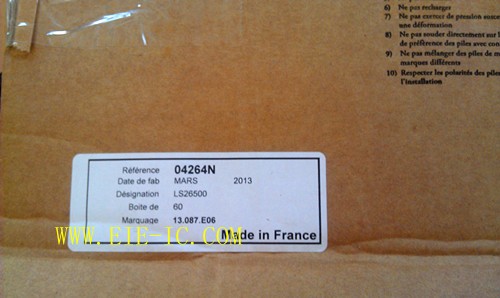 6) Ne pas recharger
7) Ne pas exercer de pression
une déformation
8) Ne pas souder directement sur
de préférence des piles avec
9) Ne pas mélanger des piles de
marques différents
10) Respecter les polarités des piles
l'installation
Référence 04264N
Date de fab MARS 2013
Désignation LS26500
Boite de 60
Marquage 13.087.E06
WWW.EIE-IC.COM
Made in France